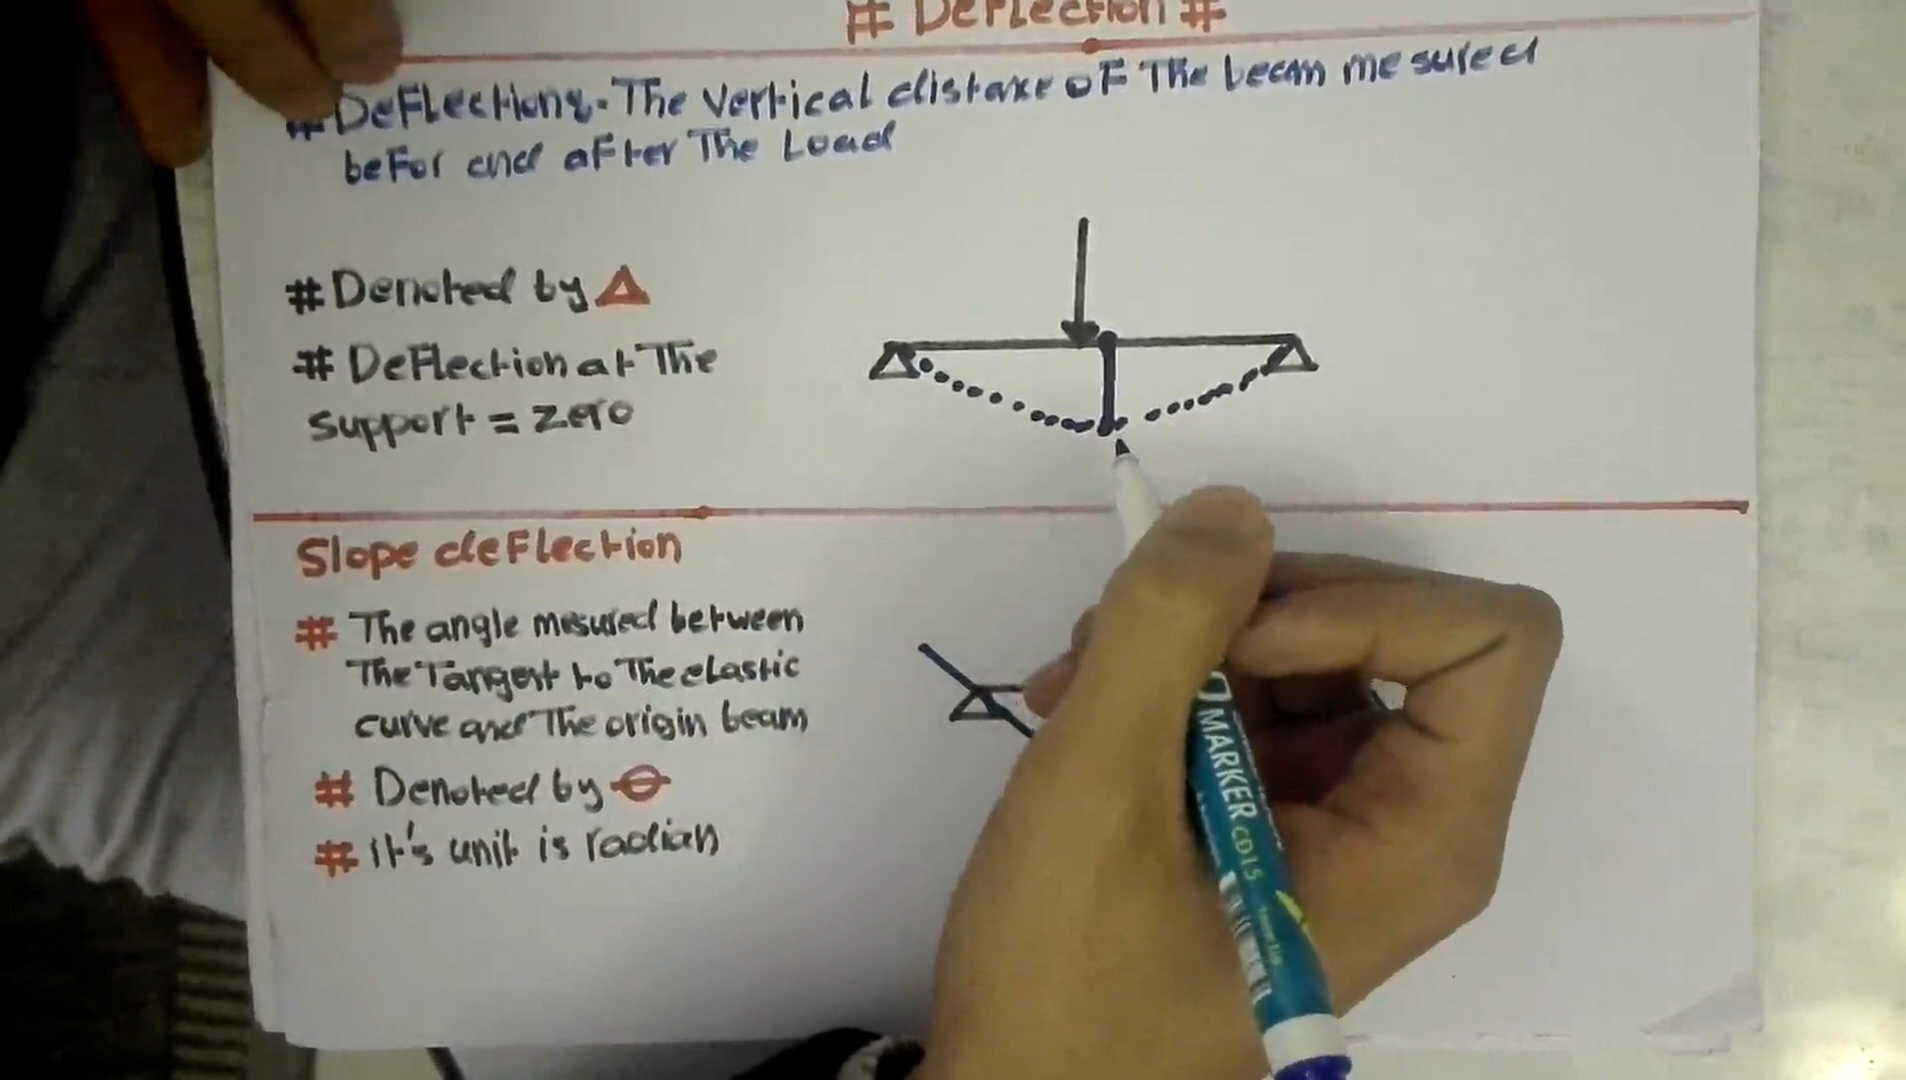 # Deflection #
# Deflection:-The vertical distance of The beam mesured
befor and after The Load
# Denoted by Δ
# Deflection at The
support = zero
Slope deflection
# The angle mesured between
The Tangent to The elastic
curve and The origin beam
# Denoted by ⊖
# it's unit is radian
MARKER CD15